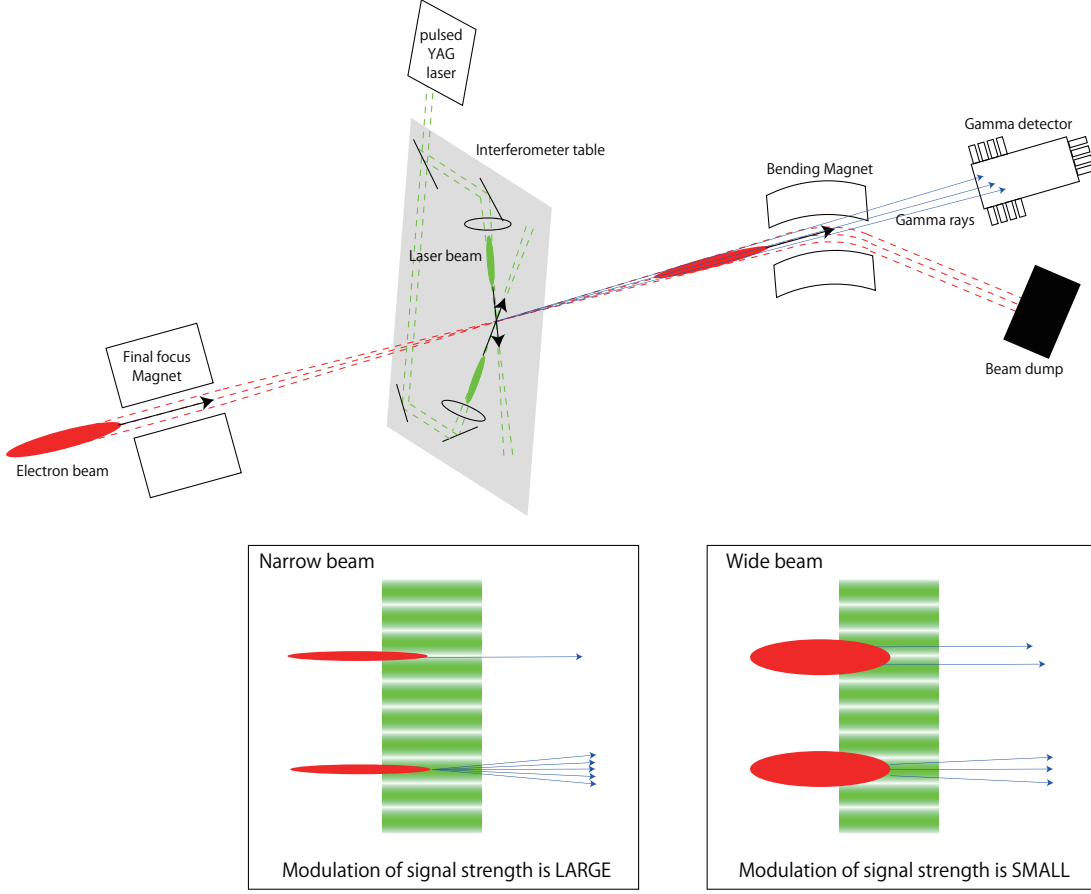 pulsed
YAG
laser
Interferometer table
Gamma detector
Bending Magnet
Gamma rays
Laser beam
Final focus
Magnet
Beam dump
Electron beam
Narrow beam
Modulation of signal strength is LARGE
Wide beam
Modulation of signal strength is SMALL